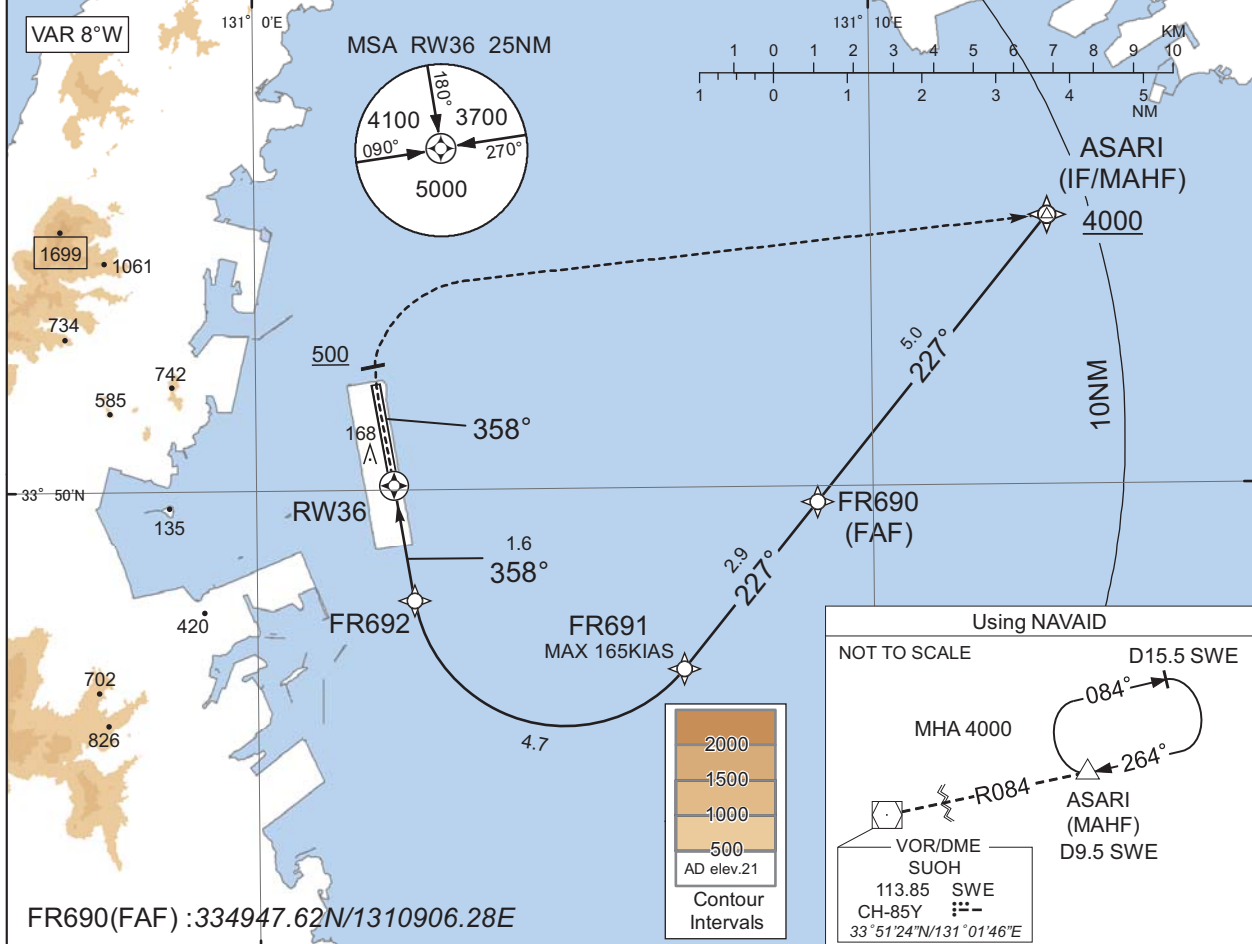 VAR 8°W
131° 0'E
131° 10'E
MSA RW36 25NM
180°
4100 3700
090° 270°
5000
KM
1 0 1 2 3 4 5 6 7 8 9 10
1 0 1 2 3 4 5
NM
ASARI
(IF/MAHF)
4000
1699
1061
734
742
585
500
168
358°
5.0
227°
10NM
33° 50'N
RW36
135
1.6
358°
FR690
(FAF)
2.9
227°
FR692
420
FR691
MAX 165KIAS
702
826
4.7
2000
1500
1000
500
AD elev.21
Contour
Intervals
Using NAVAID
NOT TO SCALE
D15.5 SWE
084°
MHA 4000
264°
R084
ASARI
(MAHF)
D9.5 SWE
VOR/DME
SUOH
113.85 SWE
CH-85Y
33°51'24"N/131°01'46"E
FR690(FAF) :334947.62N/1310906.28E